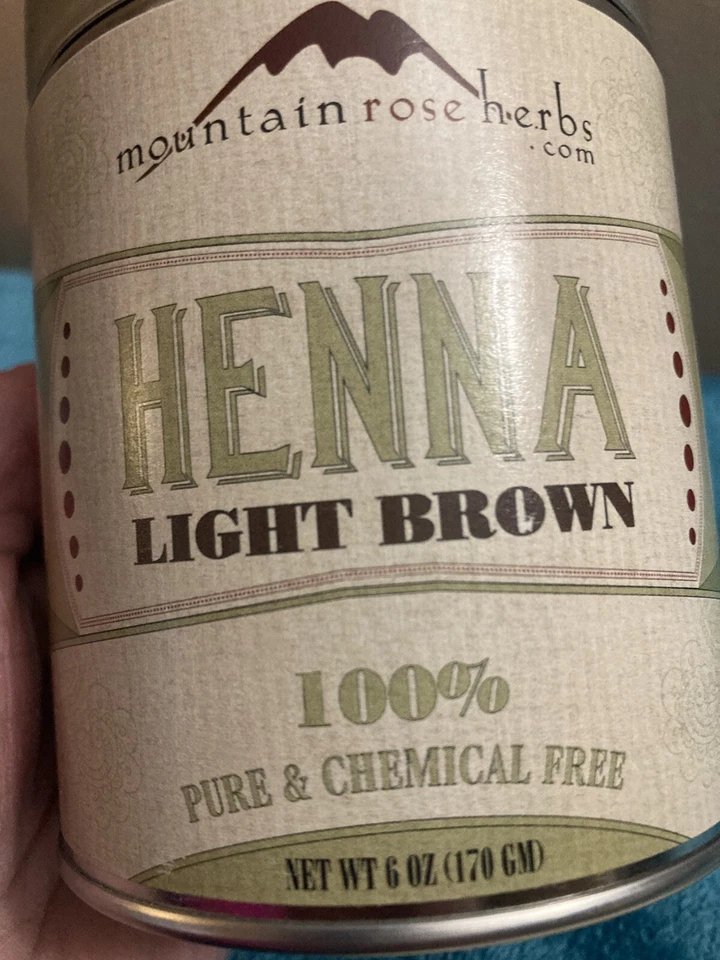 mountain rose herbs
.com
HENNA
LIGHT BROWN
100%
PURE & CHEMICAL FREE
NET WT 6 OZ (170 GM)